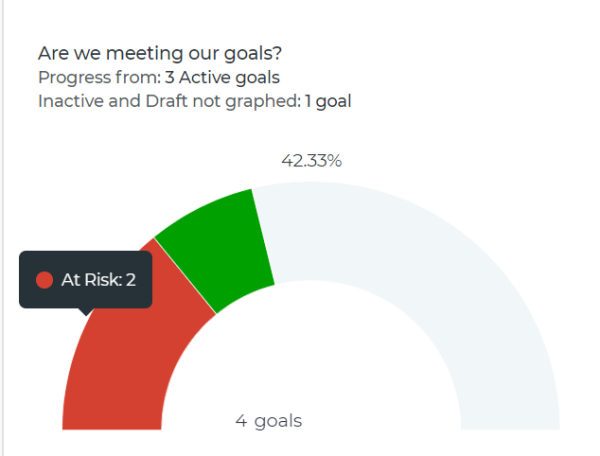 Are we meeting our goals?
Progress from: 3 Active goals
Inactive and Draft not graphed: 1 goal
42.33%
At Risk: 2
4 goals